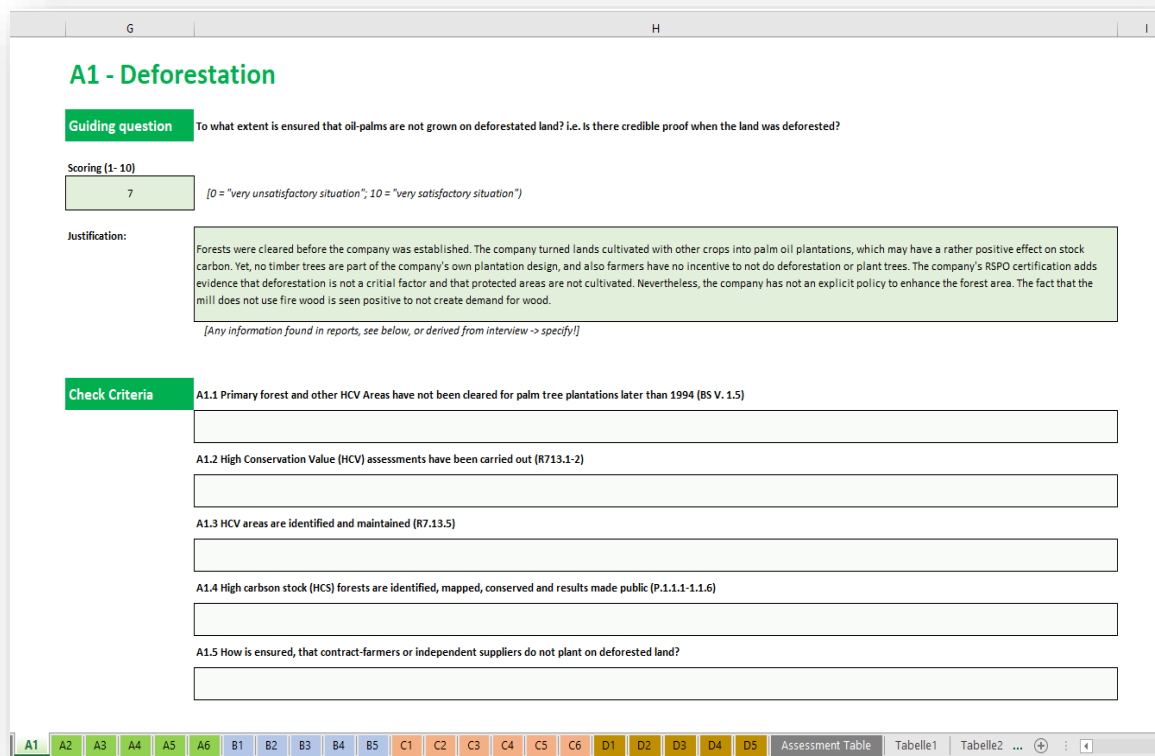 G H I
A1 - Deforestation
Guiding question To what extent is ensured that oil-palms are not grown on deforestated land? i.e. Is there credible proof when the land was deforested?
Scoring (1- 10)
7 [0 = "very unsatisfactory situation"; 10 = "very satisfactory situation")
Justification:
Forests were cleared before the company was established. The company turned lands cultivated with other crops into palm oil plantations, which may have a rather positive effect on stock
carbon. Yet, no timber trees are part of the company's own plantation design, and also farmers have no incentive to not do deforestation or plant trees. The company's RSPO certification adds
evidence that deforestation is not a critial factor and that protected areas are not cultivated. Nevertheless, the company has not an explicit policy to enhance the forest area. The fact that the
mill does not use fire wood is seen positive to not create demand for wood.
[Any information found in reports, see below, or derived from interview -> specify!]
Check Criteria A1.1 Primary forest and other HCV Areas have not been cleared for palm tree plantations later than 1994 (BS V. 1.5)
A1.2 High Conservation Value (HCV) assessments have been carried out (R713.1-2)
A1.3 HCV areas are identified and maintained (R7.13.5)
A1.4 High carbson stock (HCS) forests are identified, mapped, conserved and results made public (P.1.1.1-1.1.6)
A1.5 How is ensured, that contract-farmers or independent suppliers do not plant on deforested land?
A1 A2 A3 A4 A5 A6 B1 B2 B3 B4 B5 C1 C2 C3 C4 C5 C6 D1 D2 D3 D4 D5 Assessment Table Tabelle1 Tabelle2 ...